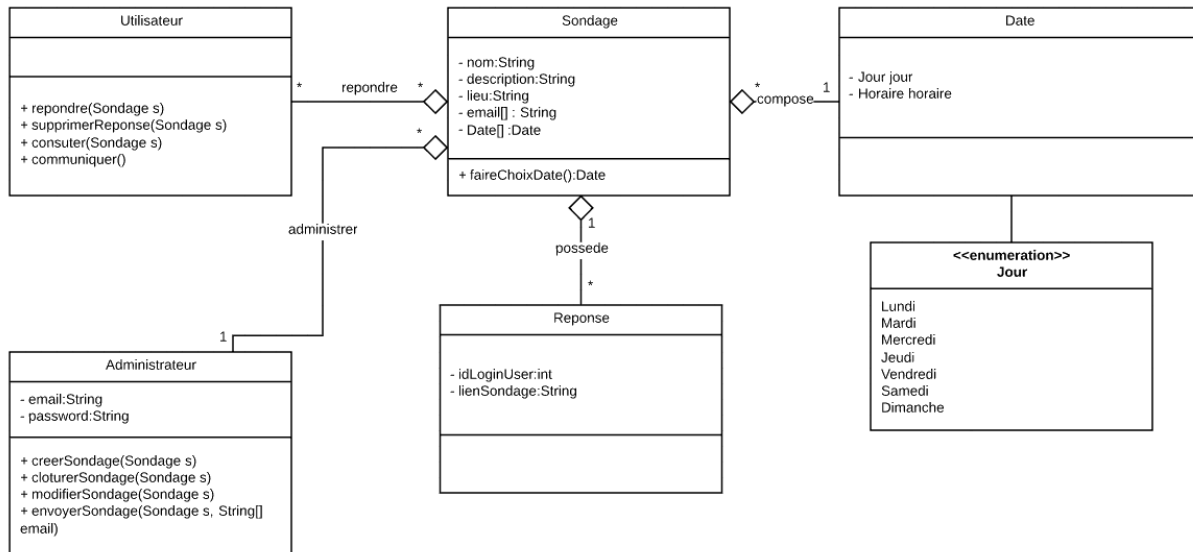 Utilisateur
+ repondre(Sondage s)
+ supprimerReponse(Sondage s)
+ consuter(Sondage s)
+ communiquer()
*
repondre
*
*
administrer
1
Sondage
- nom:String
- description:String
- lieu:String
- email[] : String
- Date[] :Date
+ faireChoixDate():Date
*
compose
1
Date
- Jour jour
- Horaire horaire
1
possede
*
<<enumeration>>
Jour
Lundi
Mardi
Mercredi
Jeudi
Vendredi
Samedi
Dimanche
Reponse
- idLoginUser:int
- lienSondage:String
Administrateur
- email:String
- password:String
+ creerSondage(Sondage s)
+ cloturerSondage(Sondage s)
+ modifierSondage(Sondage s)
+ envoyerSondage(Sondage s, String[]
email)